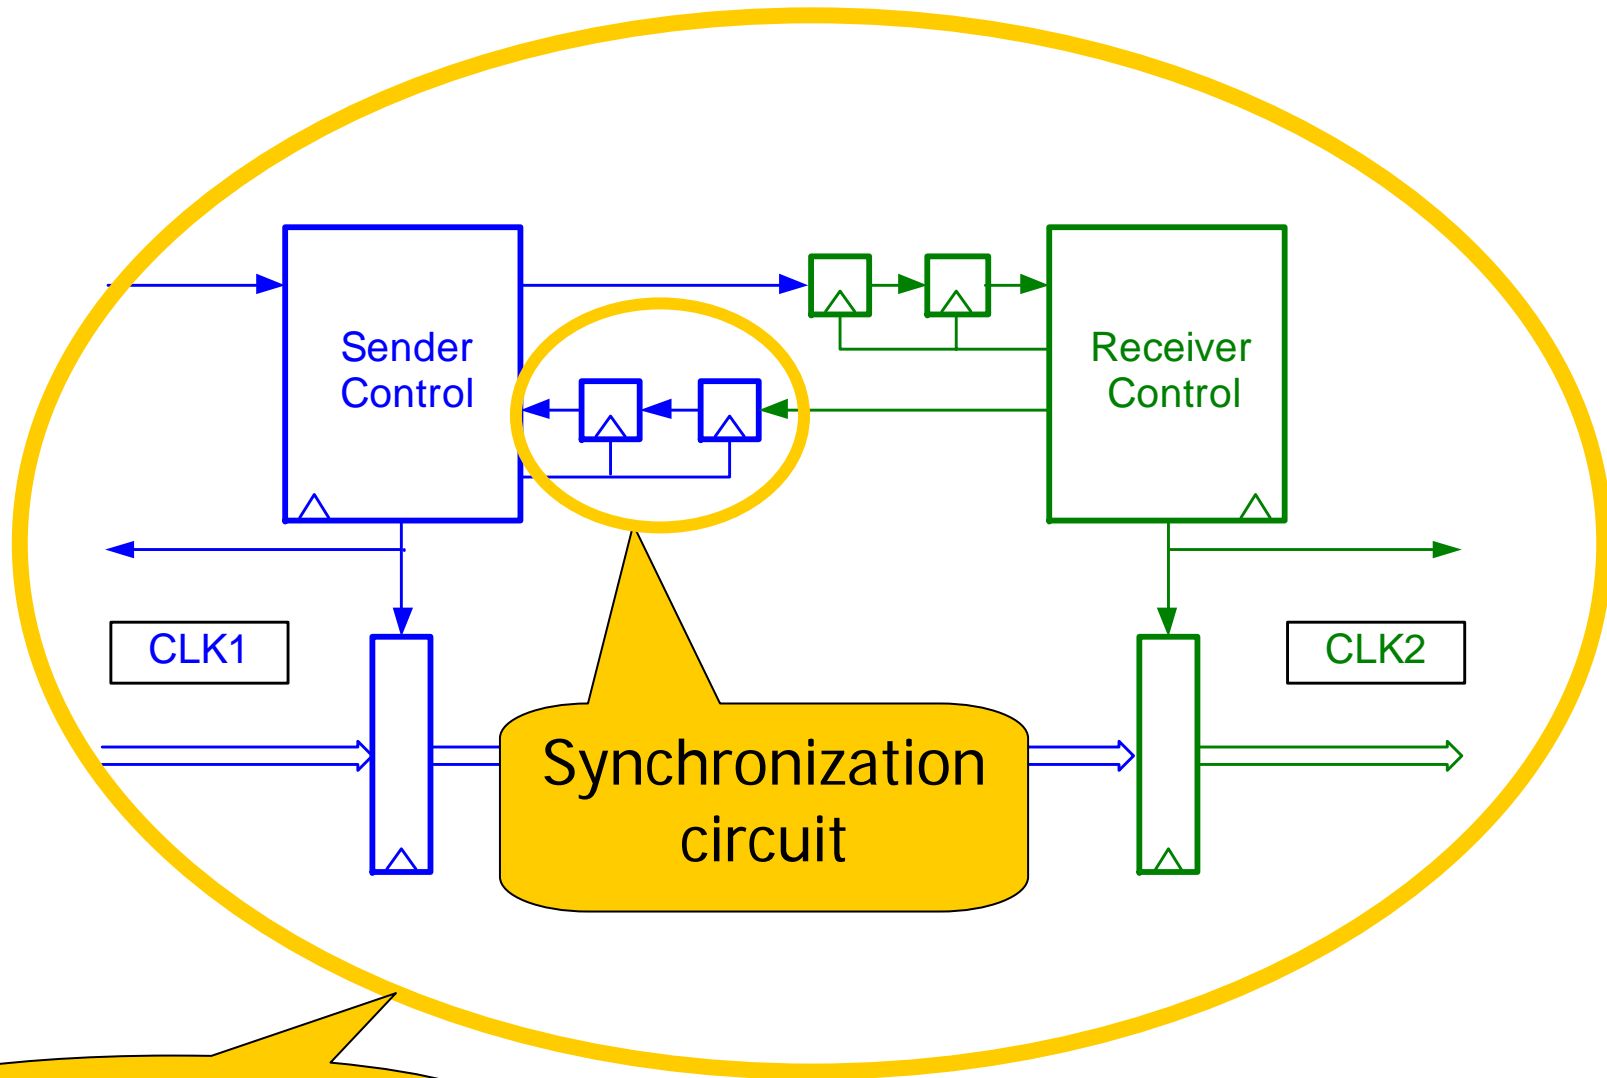 Sender
Control
Receiver
Control
CLK1
CLK2
Synchronization
circuit